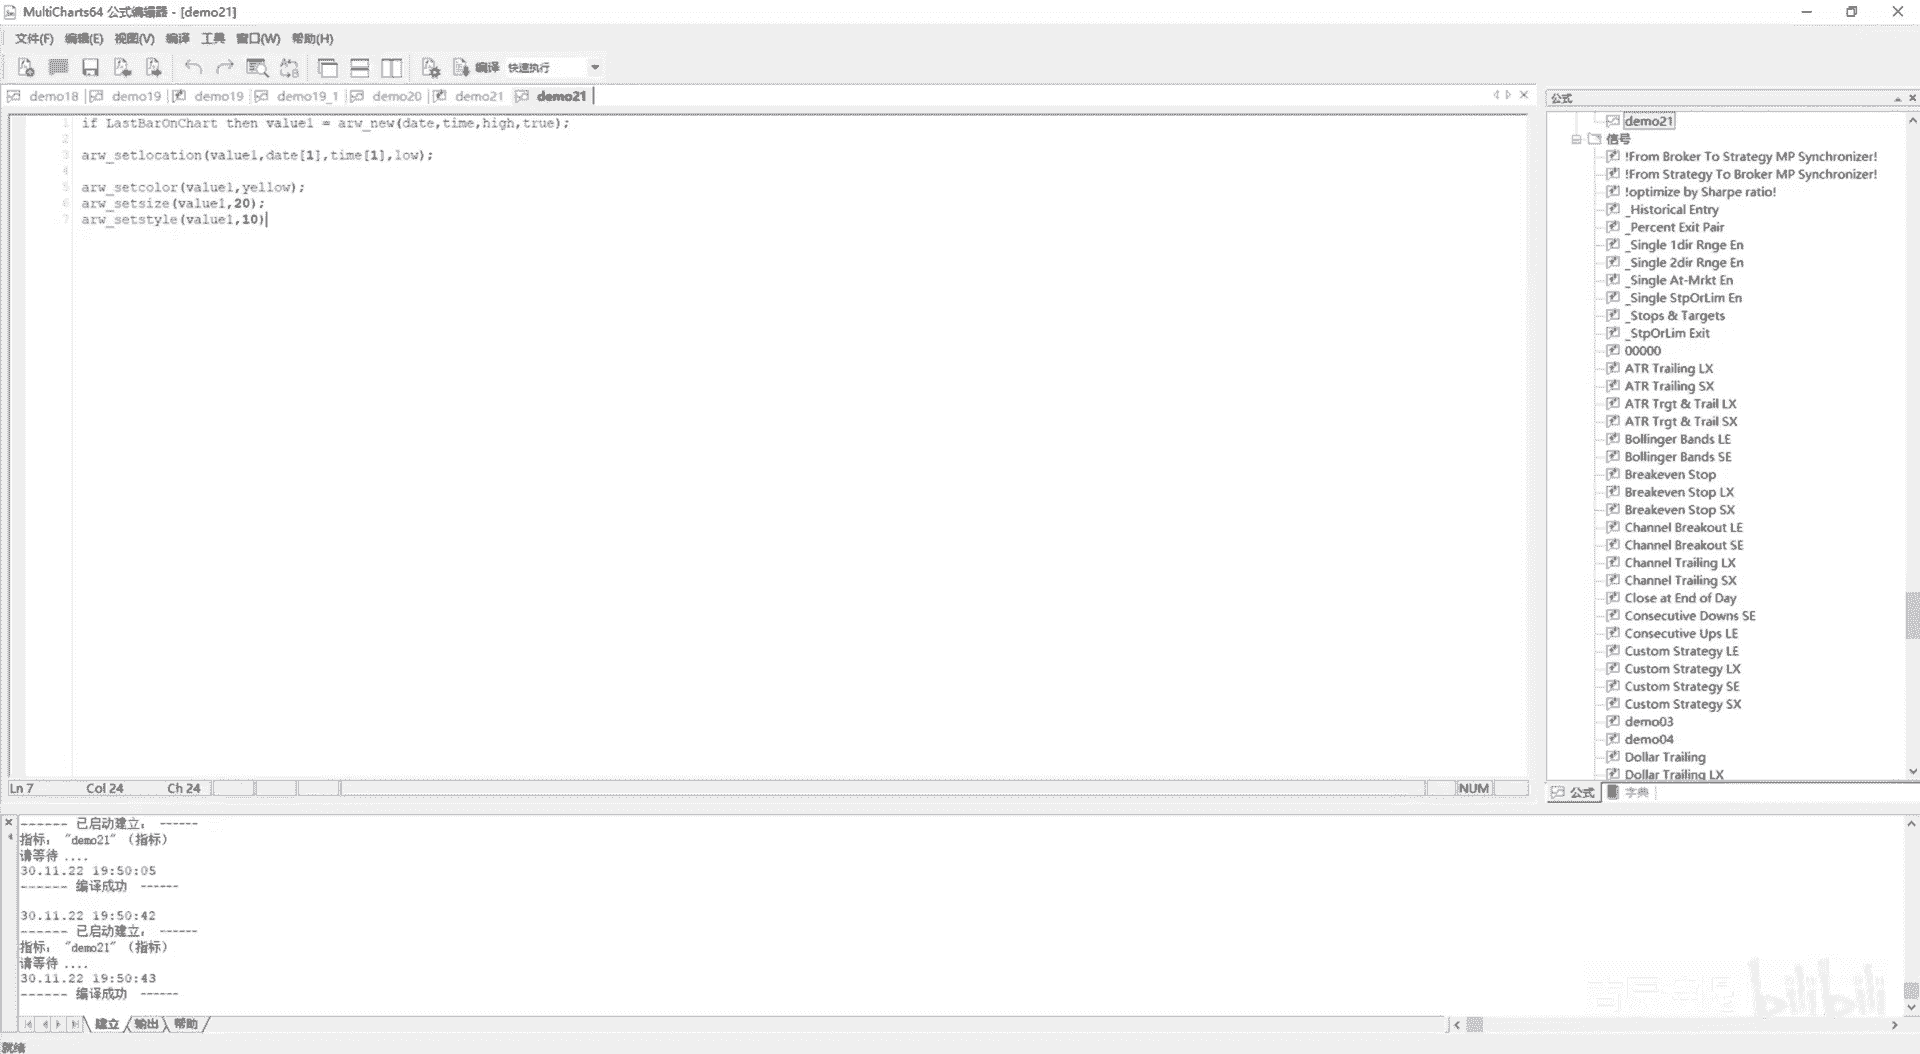 MultiCharts64 公式编辑器 - [demo21]
文件(F) 编辑(E) 视图(V) 编译 工具 窗口(W) 帮助(H)
编译 快速执行
demo18 demo19 demo19 demo19_1 demo20 demo21 demo21
1 if LastBarOnChart then value1 = arw_new(date,time,high,true);
2
3 arw_setlocation(value1,date[1],time[1],low);
4
5 arw_setcolor(value1,yellow);
6 arw_setsize(value1,20);
7 arw_setstyle(value1,10)
Ln 7 Col 24 Ch 24 NUM
公式
demo21
信号
!From Broker To Strategy MP Synchronizer!
!From Strategy To Broker MP Synchronizer!
!optimize by Sharpe ratio!
_Historical Entry
_Percent Exit Pair
_Single 1dir Rnge En
_Single 2dir Rnge En
_Single At-Mrkt En
_Single StpOrLim En
_Stops & Targets
_StpOrLim Exit
00000
ATR Trailing LX
ATR Trailing SX
ATR Trgt & Trail LX
ATR Trgt & Trail SX
Bollinger Bands LE
Bollinger Bands SE
Breakeven Stop
Breakeven Stop LX
Breakeven Stop SX
Channel Breakout LE
Channel Breakout SE
Channel Trailing LX
Channel Trailing SX
Close at End of Day
Consecutive Downs SE
Consecutive Ups LE
Custom Strategy LE
Custom Strategy LX
Custom Strategy SE
Custom Strategy SX
demo03
demo04
Dollar Trailing
Dollar Trailing LX
公式 字典
------ 已启动建立: ------
指标: "demo21" (指标)
请等待 ....
30.11.22 19:50:05
------ 编译成功 ------
30.11.22 19:50:42
------ 已启动建立: ------
指标: "demo21" (指标)
请等待 ....
30.11.22 19:50:43
------ 编译成功 ------
建立 输出 帮助
就绪
bilibili